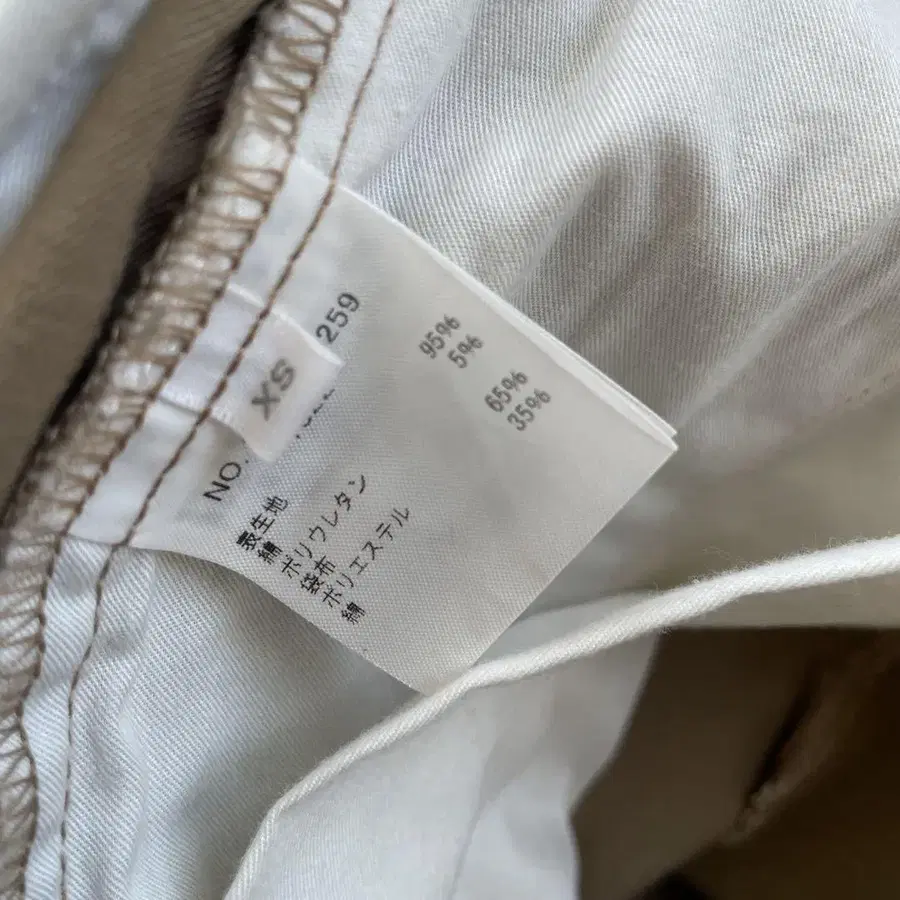 XS
NO. 259
表生地
綿 95%
ポリウレタン 5%
袋布
ポリエステル 65%
綿 35%